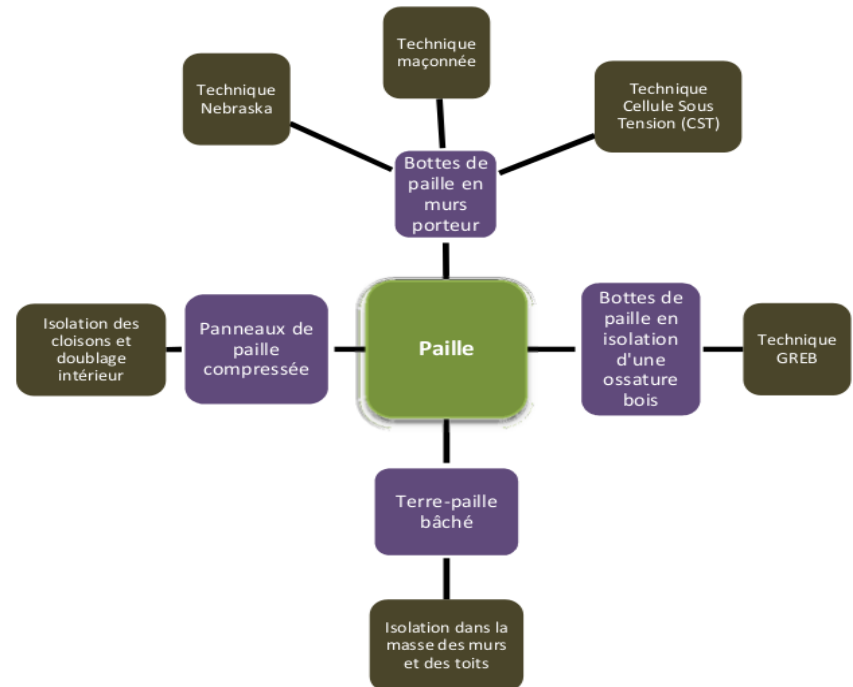 Technique
maçonnée
Technique
Nebraska
Technique
Cellule Sous
Tension (CST)
Bottes de
paille en
murs
porteur
Isolation des
cloisons et
doublage
intérieur
Panneaux de
paille
compressée
Paille
Bottes de
paille en
isolation
d'une
ossature
bois
Technique
GREB
Terre-paille
bâché
Isolation dans la
masse des murs
et des toits